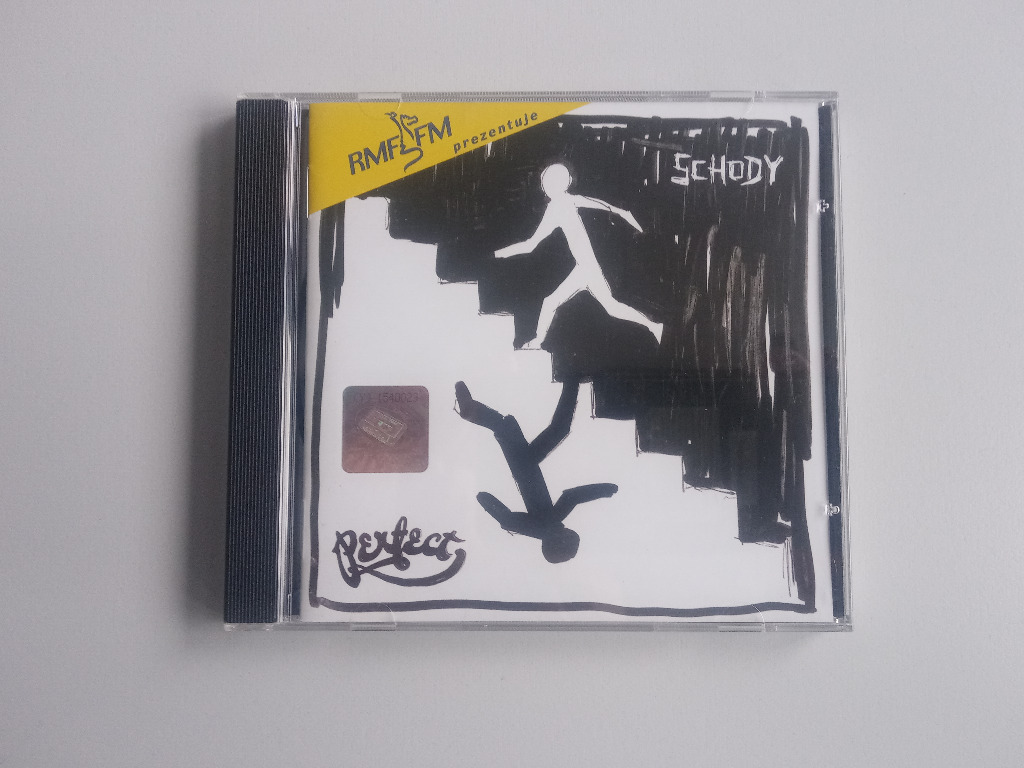 RMF FM
prezentuje
SCHODY
Perfect